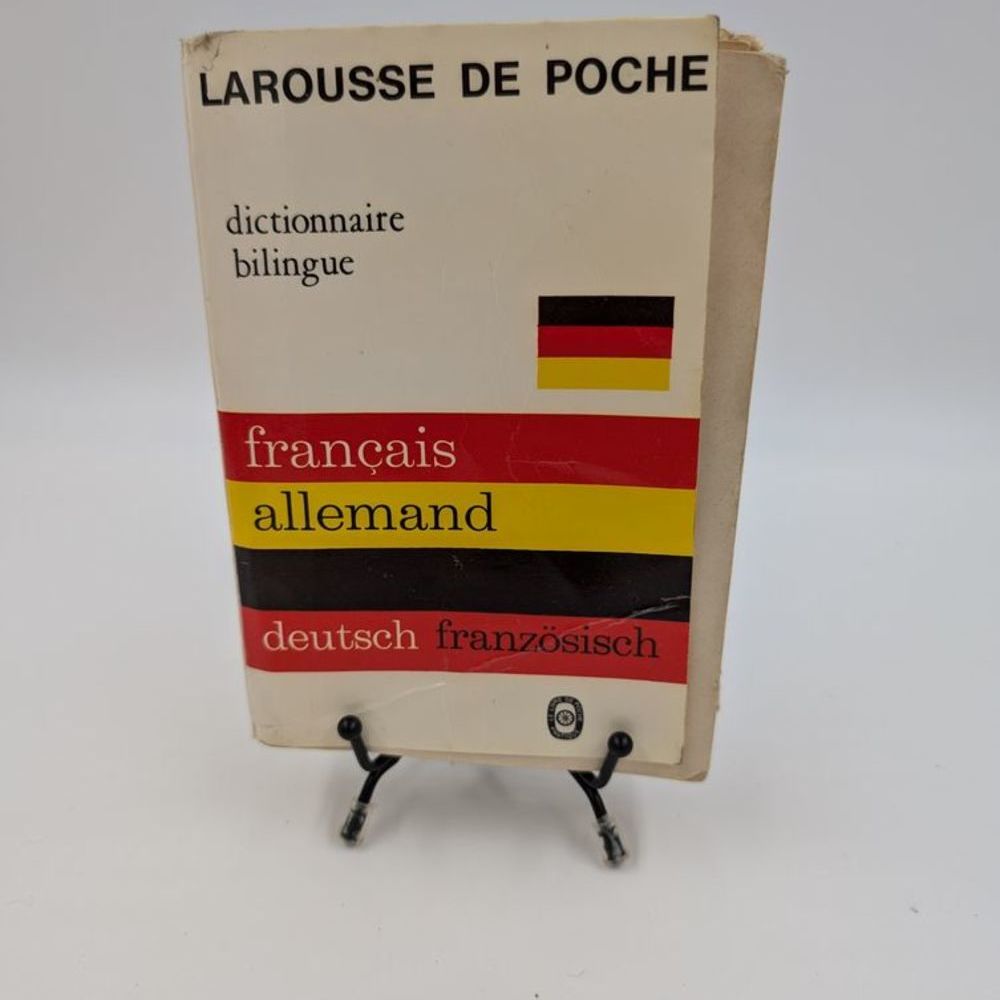 LAROUSSE DE POCHE
dictionnaire
bilingue
français
allemand
deutsch französisch